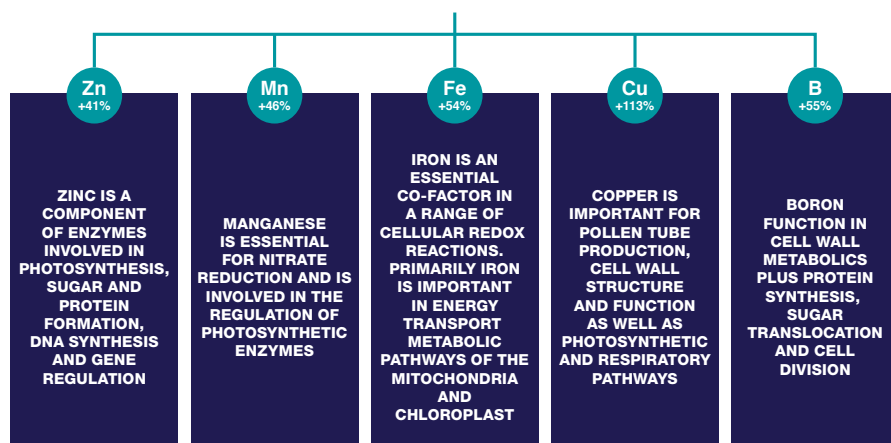 Zn
+41%
ZINC IS A
COMPONENT
OF ENZYMES
INVOLVED IN
PHOTOSYNTHESIS,
SUGAR AND
PROTEIN
FORMATION,
DNA SYNTHESIS
AND GENE
REGULATION
Mn
+46%
MANGANESE
IS ESSENTIAL
FOR NITRATE
REDUCTION AND IS
INVOLVED IN THE
REGULATION OF
PHOTOSYNTHETIC
ENZYMES
Fe
+54%
IRON IS AN
ESSENTIAL
CO-FACTOR IN
A RANGE OF
CELLULAR REDOX
REACTIONS.
PRIMARILY IRON
IS IMPORTANT
IN ENERGY
TRANSPORT
METABOLIC
PATHWAYS OF THE
MITOCHONDRIA
AND
CHLOROPLAST
Cu
+113%
COPPER IS
IMPORTANT FOR
POLLEN TUBE
PRODUCTION,
CELL WALL
STRUCTURE
AND FUNCTION
AS WELL AS
PHOTOSYNTHETIC
AND RESPIRATORY
PATHWAYS
B
+55%
BORON
FUNCTION IN
CELL WALL
METABOLICS
PLUS PROTEIN
SYNTHESIS,
SUGAR
TRANSLOCATION
AND CELL
DIVISION